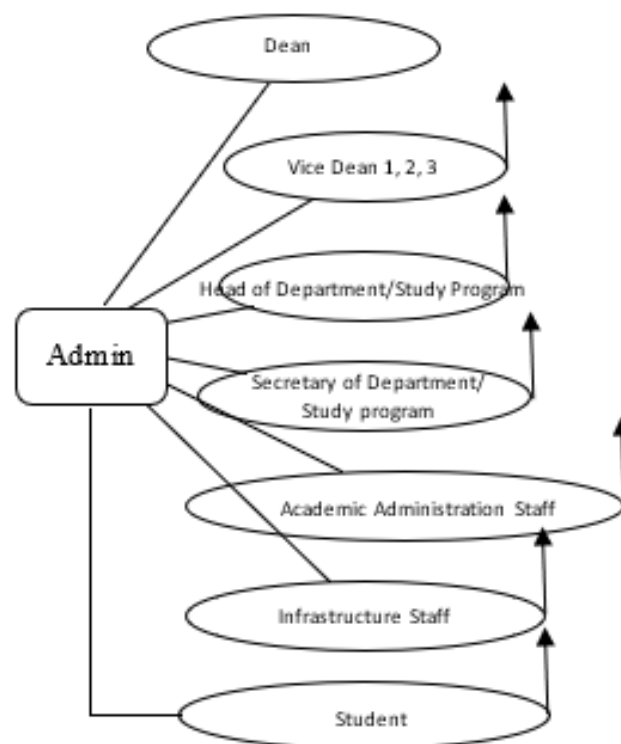 Dean
Vice Dean 1, 2, 3
Head of Department/Study Program
Admin
Secretary of Department/
Study program
Academic Administration Staff
Infrastructure Staff
Student